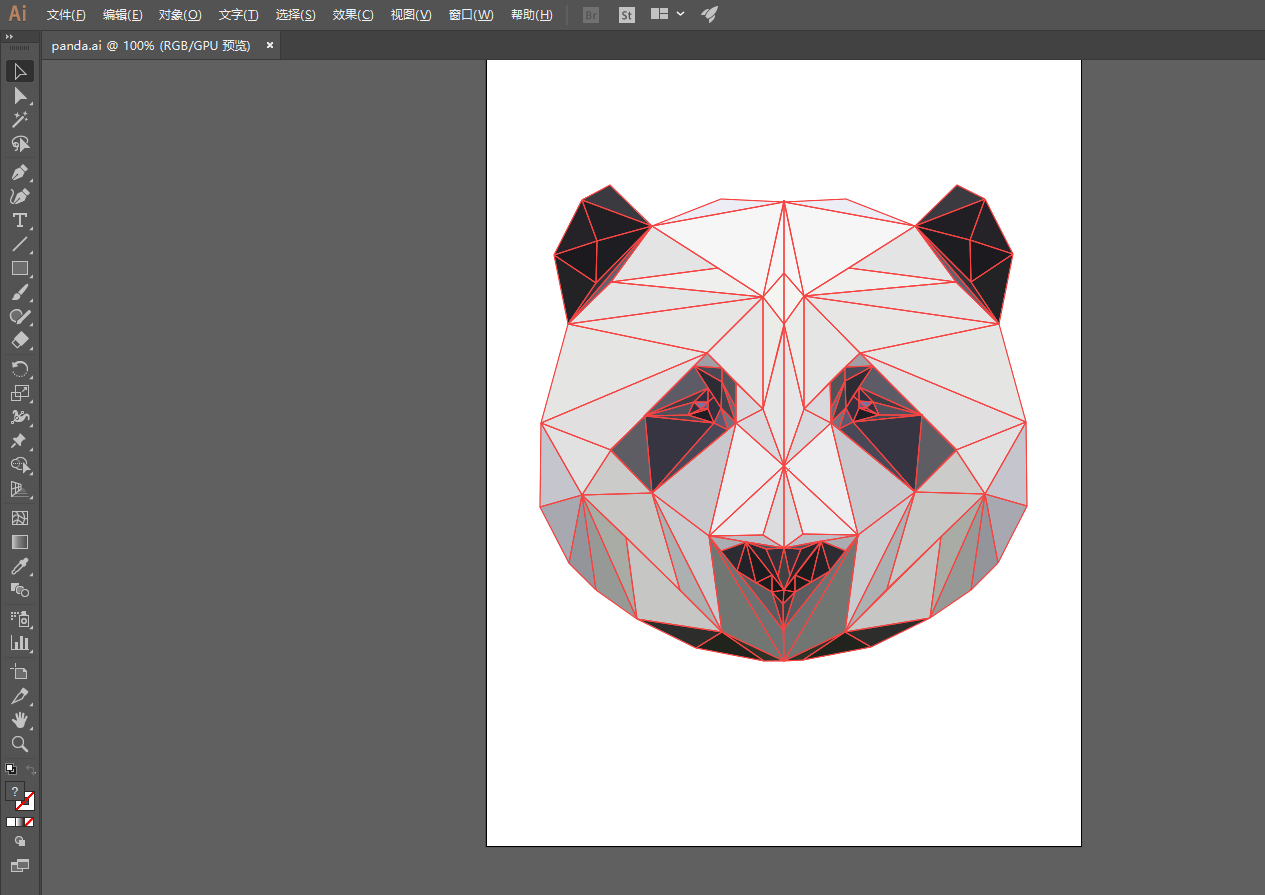 Ai 文件(F) 编辑(E) 对象(O) 文字(T) 选择(S) 效果(C) 视图(V) 窗口(W) 帮助(H) Br St
panda.ai @ 100% (RGB/GPU 预览) ×
T
?